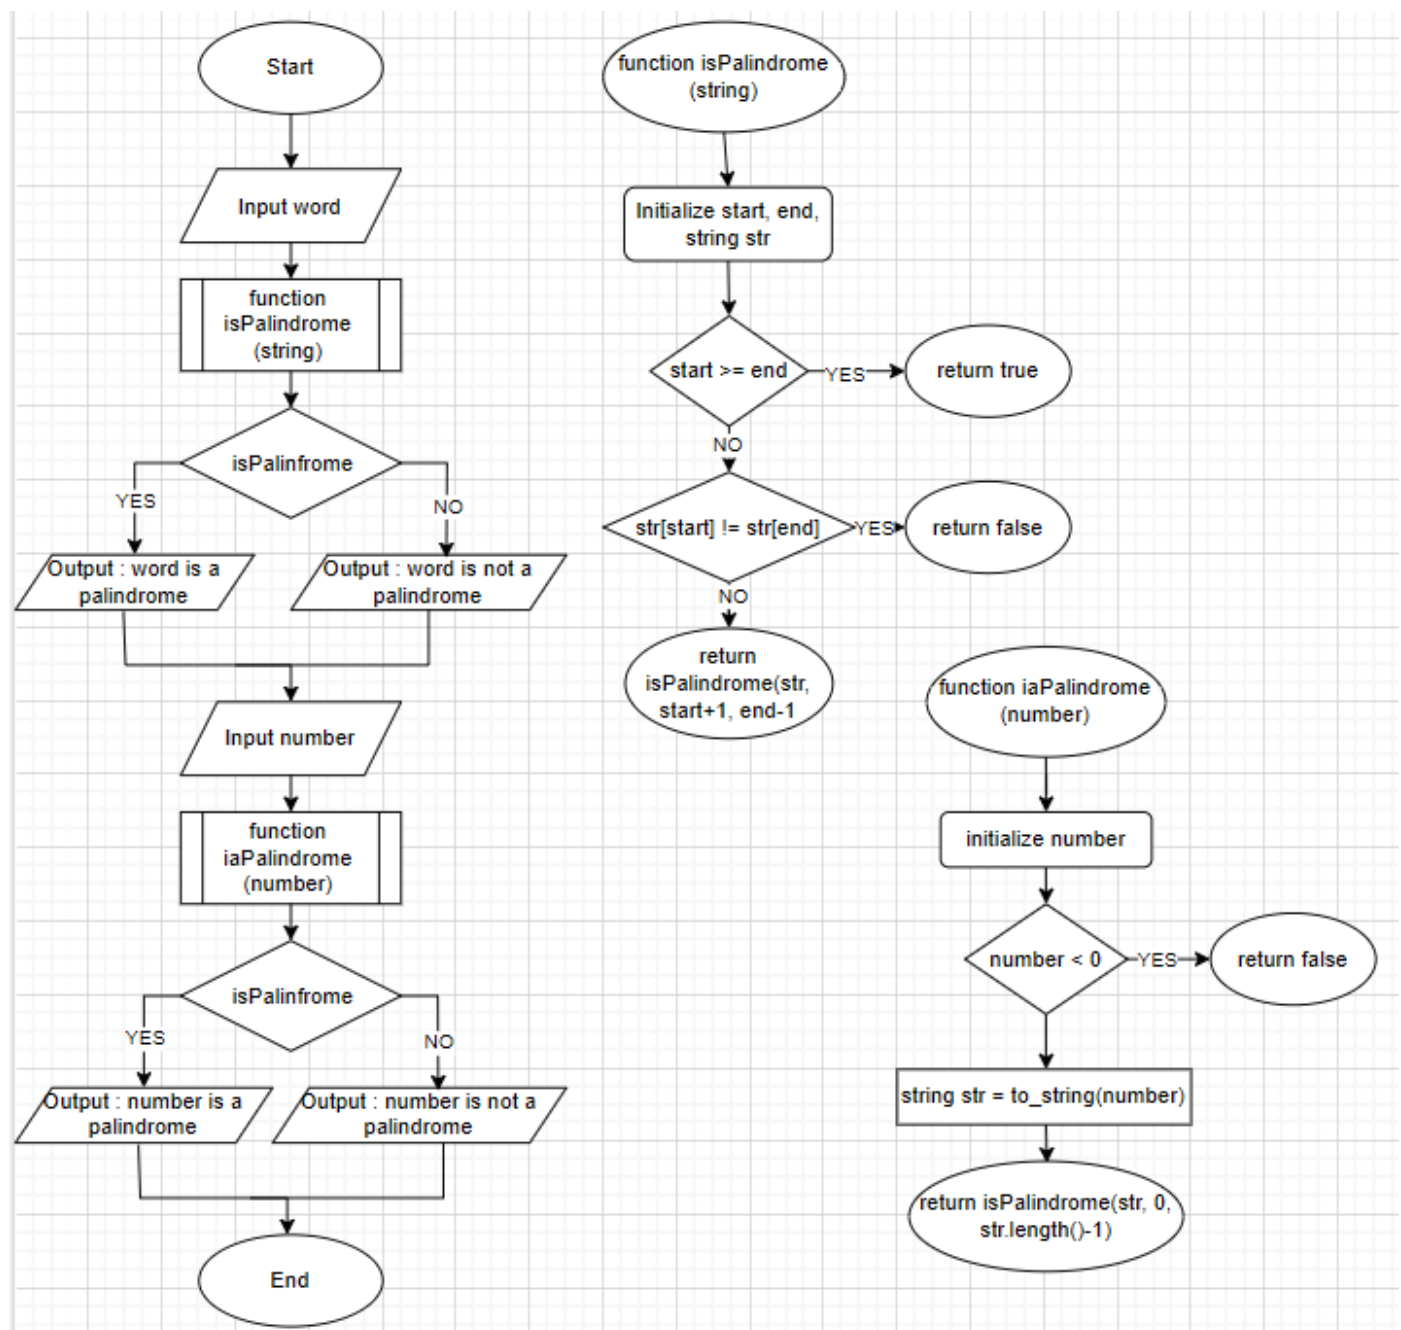 Start
Input word
function
isPalindrome
(string)
isPalinfrome
YES
NO
Output : word is a
palindrome
Output : word is not a
palindrome
Input number
function
iaPalindrome
(number)
isPalinfrome
YES
NO
Output : number is a
palindrome
Output : number is not a
palindrome
End
function isPalindrome
(string)
Initialize start, end,
string str
start >= end
YES
return true
NO
str[start] != str[end]
YES
return false
NO
return
isPalindrome(str,
start+1, end-1
function iaPalindrome
(number)
initialize number
number < 0
YES
return false
string str = to_string(number)
return isPalindrome(str, 0,
str.length()-1)